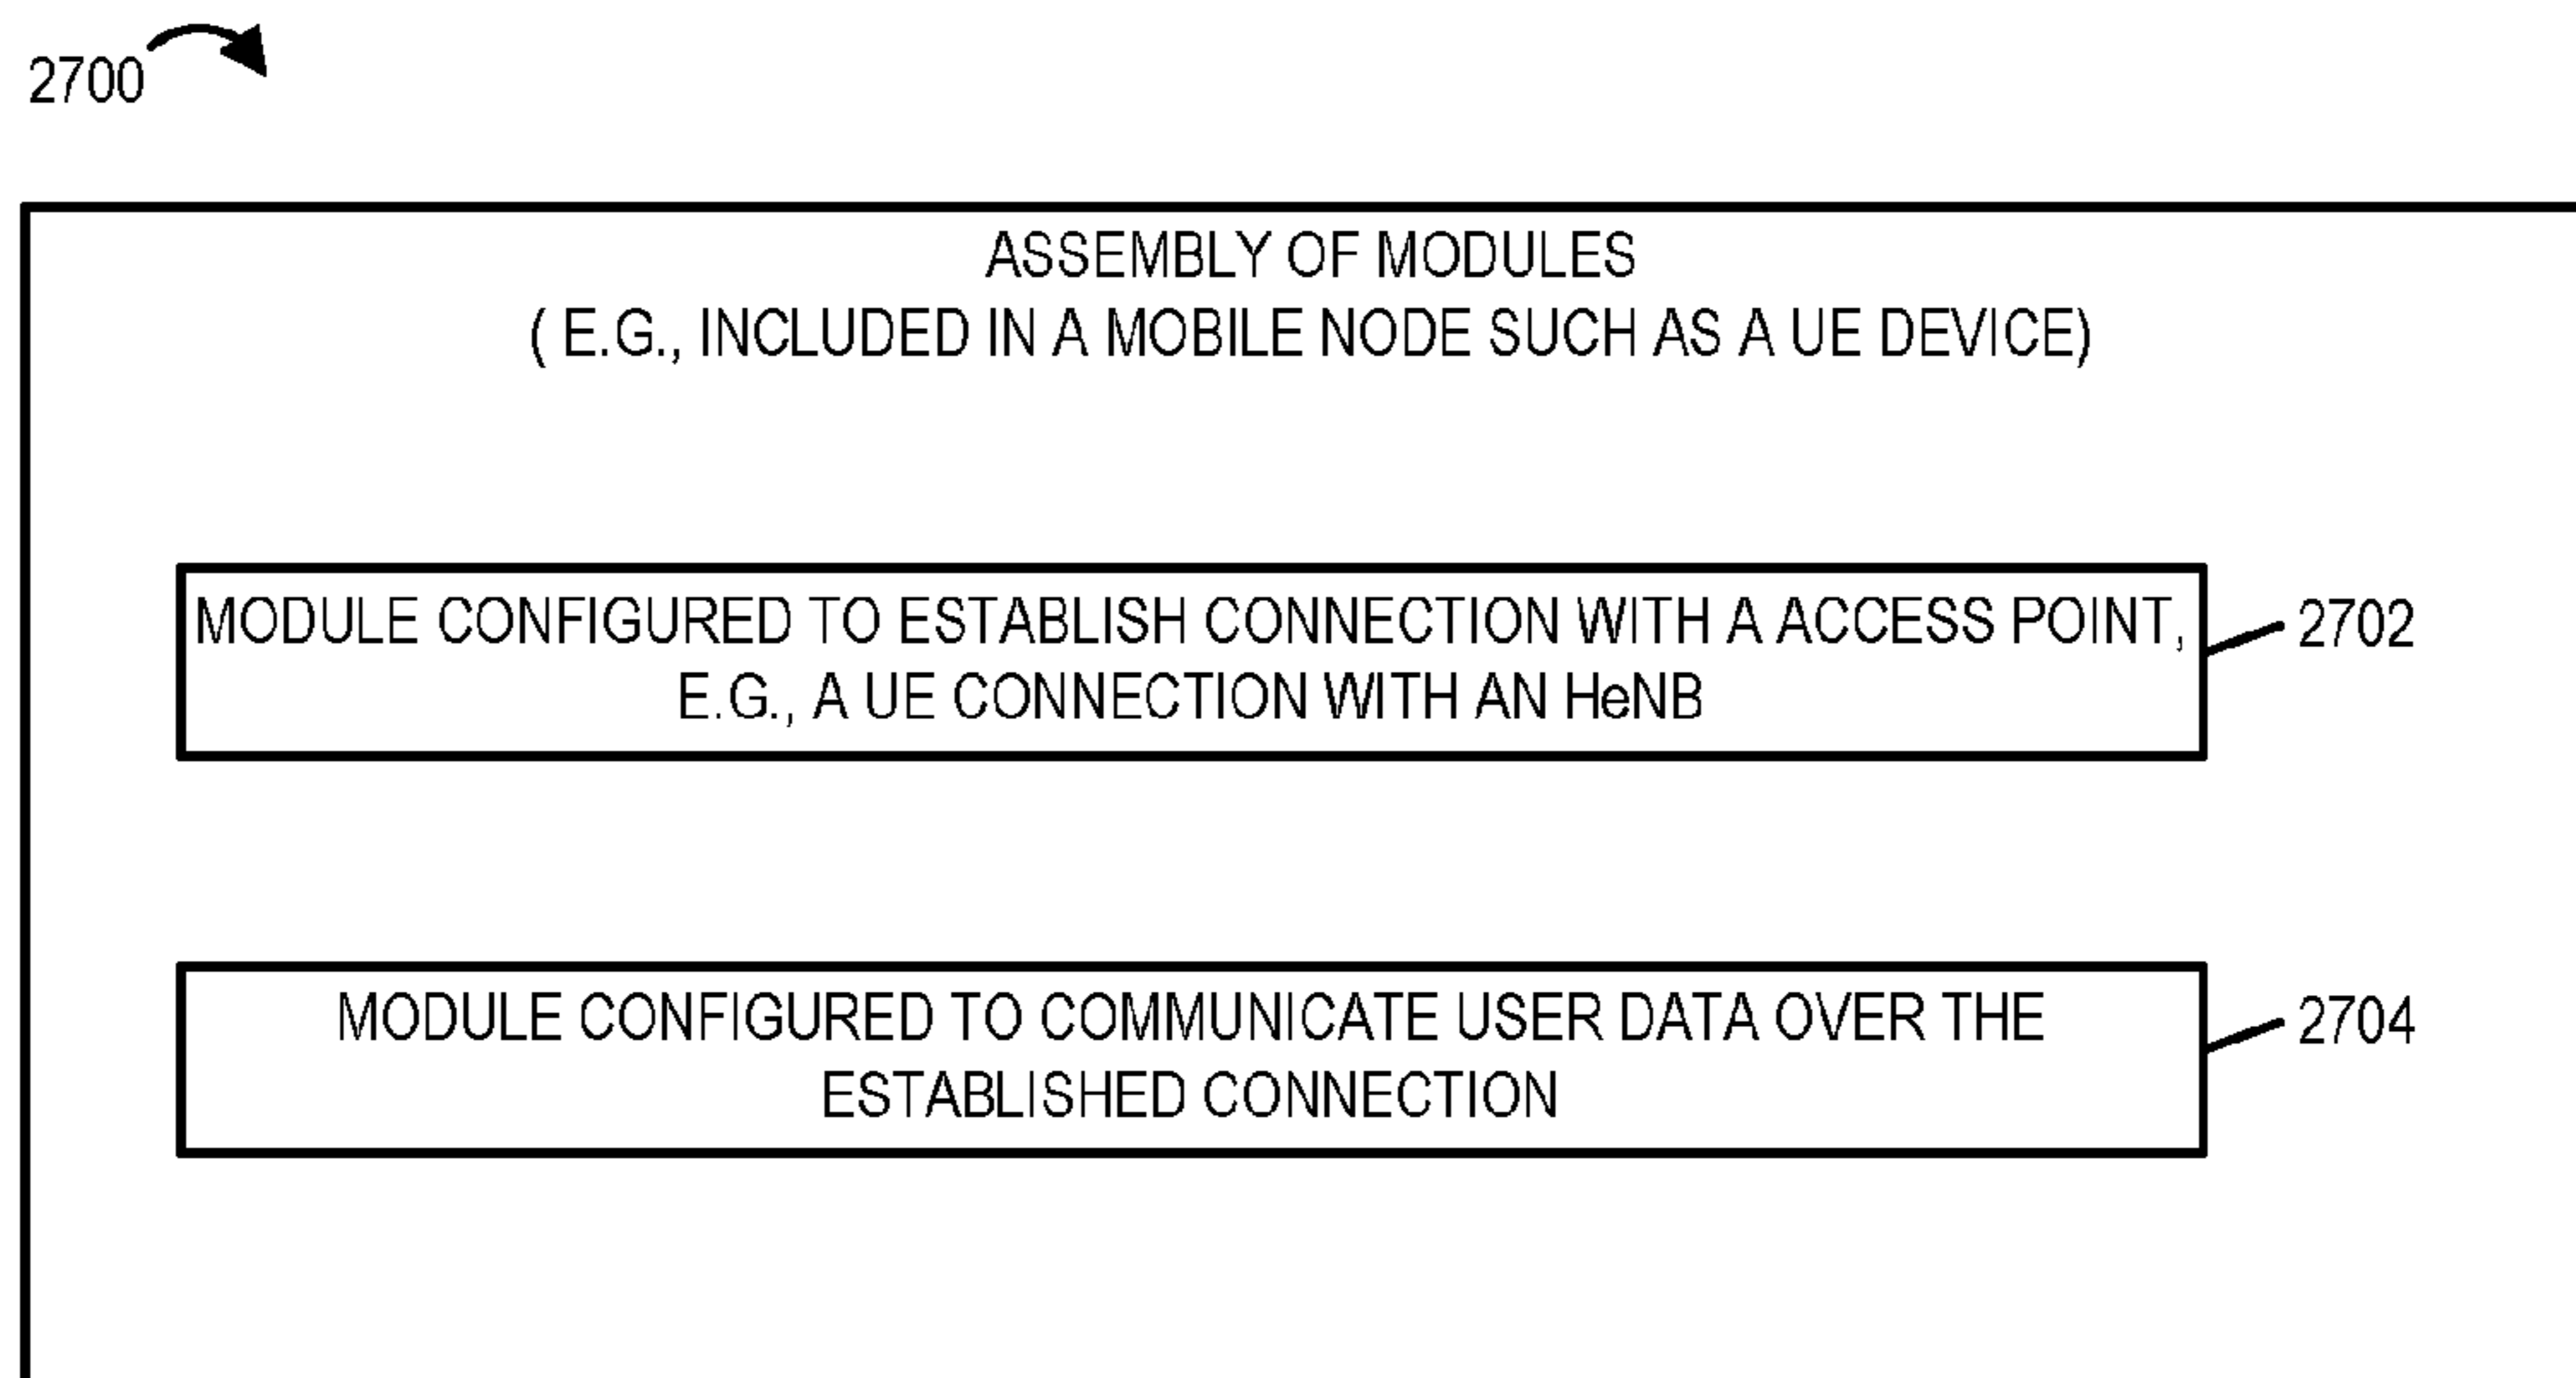 2700
ASSEMBLY OF MODULES
( E.G., INCLUDED IN A MOBILE NODE SUCH AS A UE DEVICE)
MODULE CONFIGURED TO ESTABLISH CONNECTION WITH A ACCESS POINT,
E.G., A UE CONNECTION WITH AN HeNB
2702
MODULE CONFIGURED TO COMMUNICATE USER DATA OVER THE
ESTABLISHED CONNECTION
2704